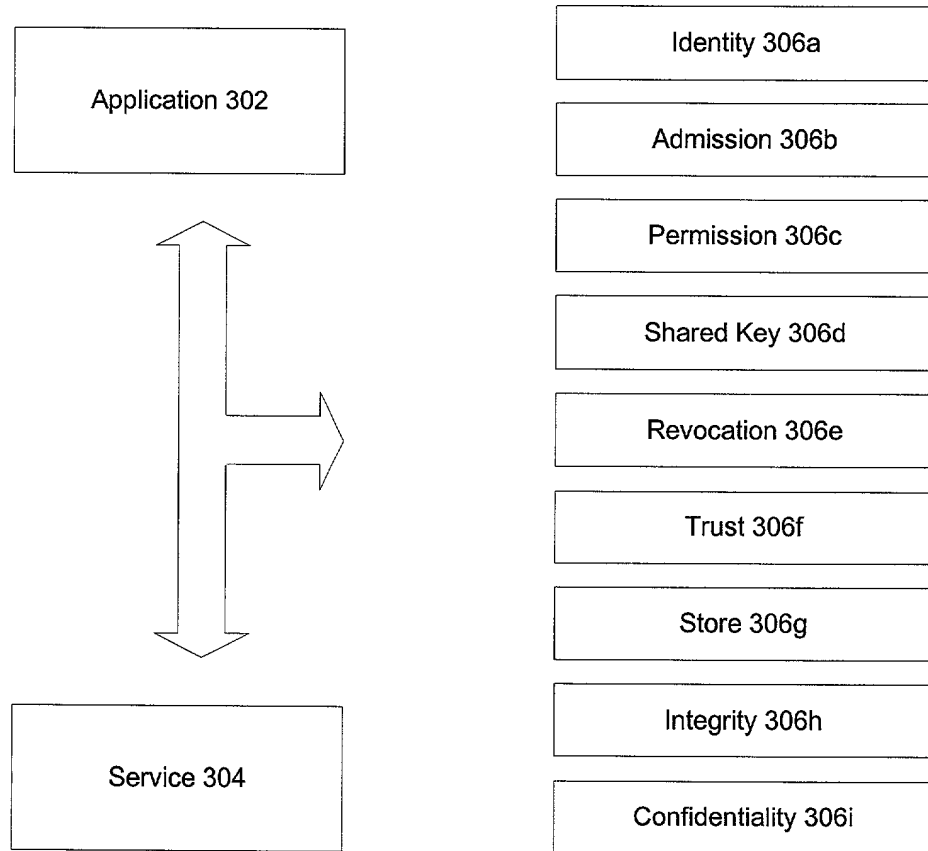 Application 302
Service 304
Identity 306a
Admission 306b
Permission 306c
Shared Key 306d
Revocation 306e
Trust 306f
Store 306g
Integrity 306h
Confidentiality 306i